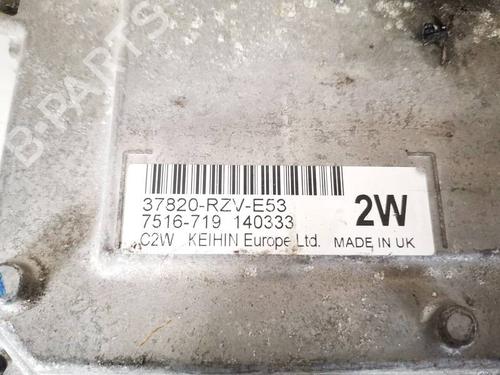 B-PARTS
37820-RZV-E53
7516-719 140333
2W
C2W KEIHIN Europe Ltd. MADE IN UK